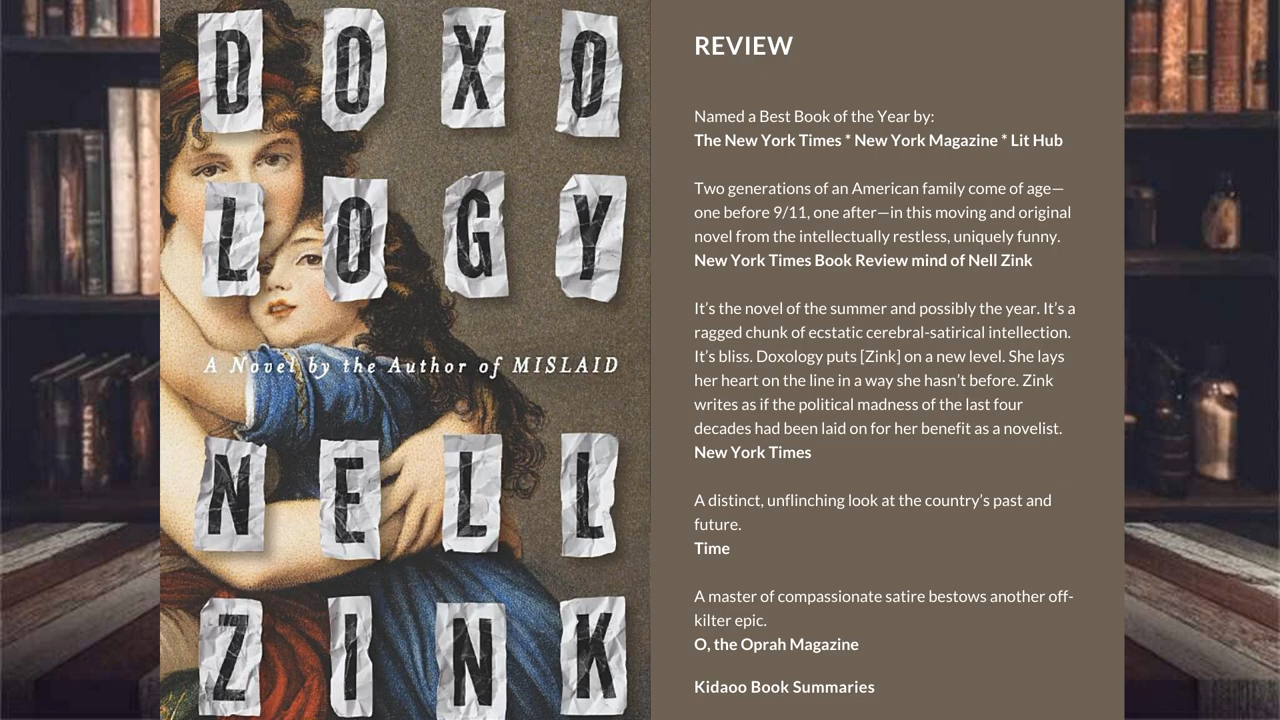 DOXO
LOGY
A Novel by the Author of MISLAID
NELL
ZINK
REVIEW
Named a Best Book of the Year by:
The New York Times * New York Magazine * Lit Hub
Two generations of an American family come of age—
one before 9/11, one after—in this moving and original
novel from the intellectually restless, uniquely funny.
New York Times Book Review mind of Nell Zink
It’s the novel of the summer and possibly the year. It’s a
ragged chunk of ecstatic cerebral-satirical intellection.
It’s bliss. Doxology puts [Zink] on a new level. She lays
her heart on the line in a way she hasn’t before. Zink
writes as if the political madness of the last four
decades had been laid on for her benefit as a novelist.
New York Times
A distinct, unflinching look at the country’s past and
future.
Time
A master of compassionate satire bestows another off-
kilter epic.
O, the Oprah Magazine
Kidaoo Book Summaries